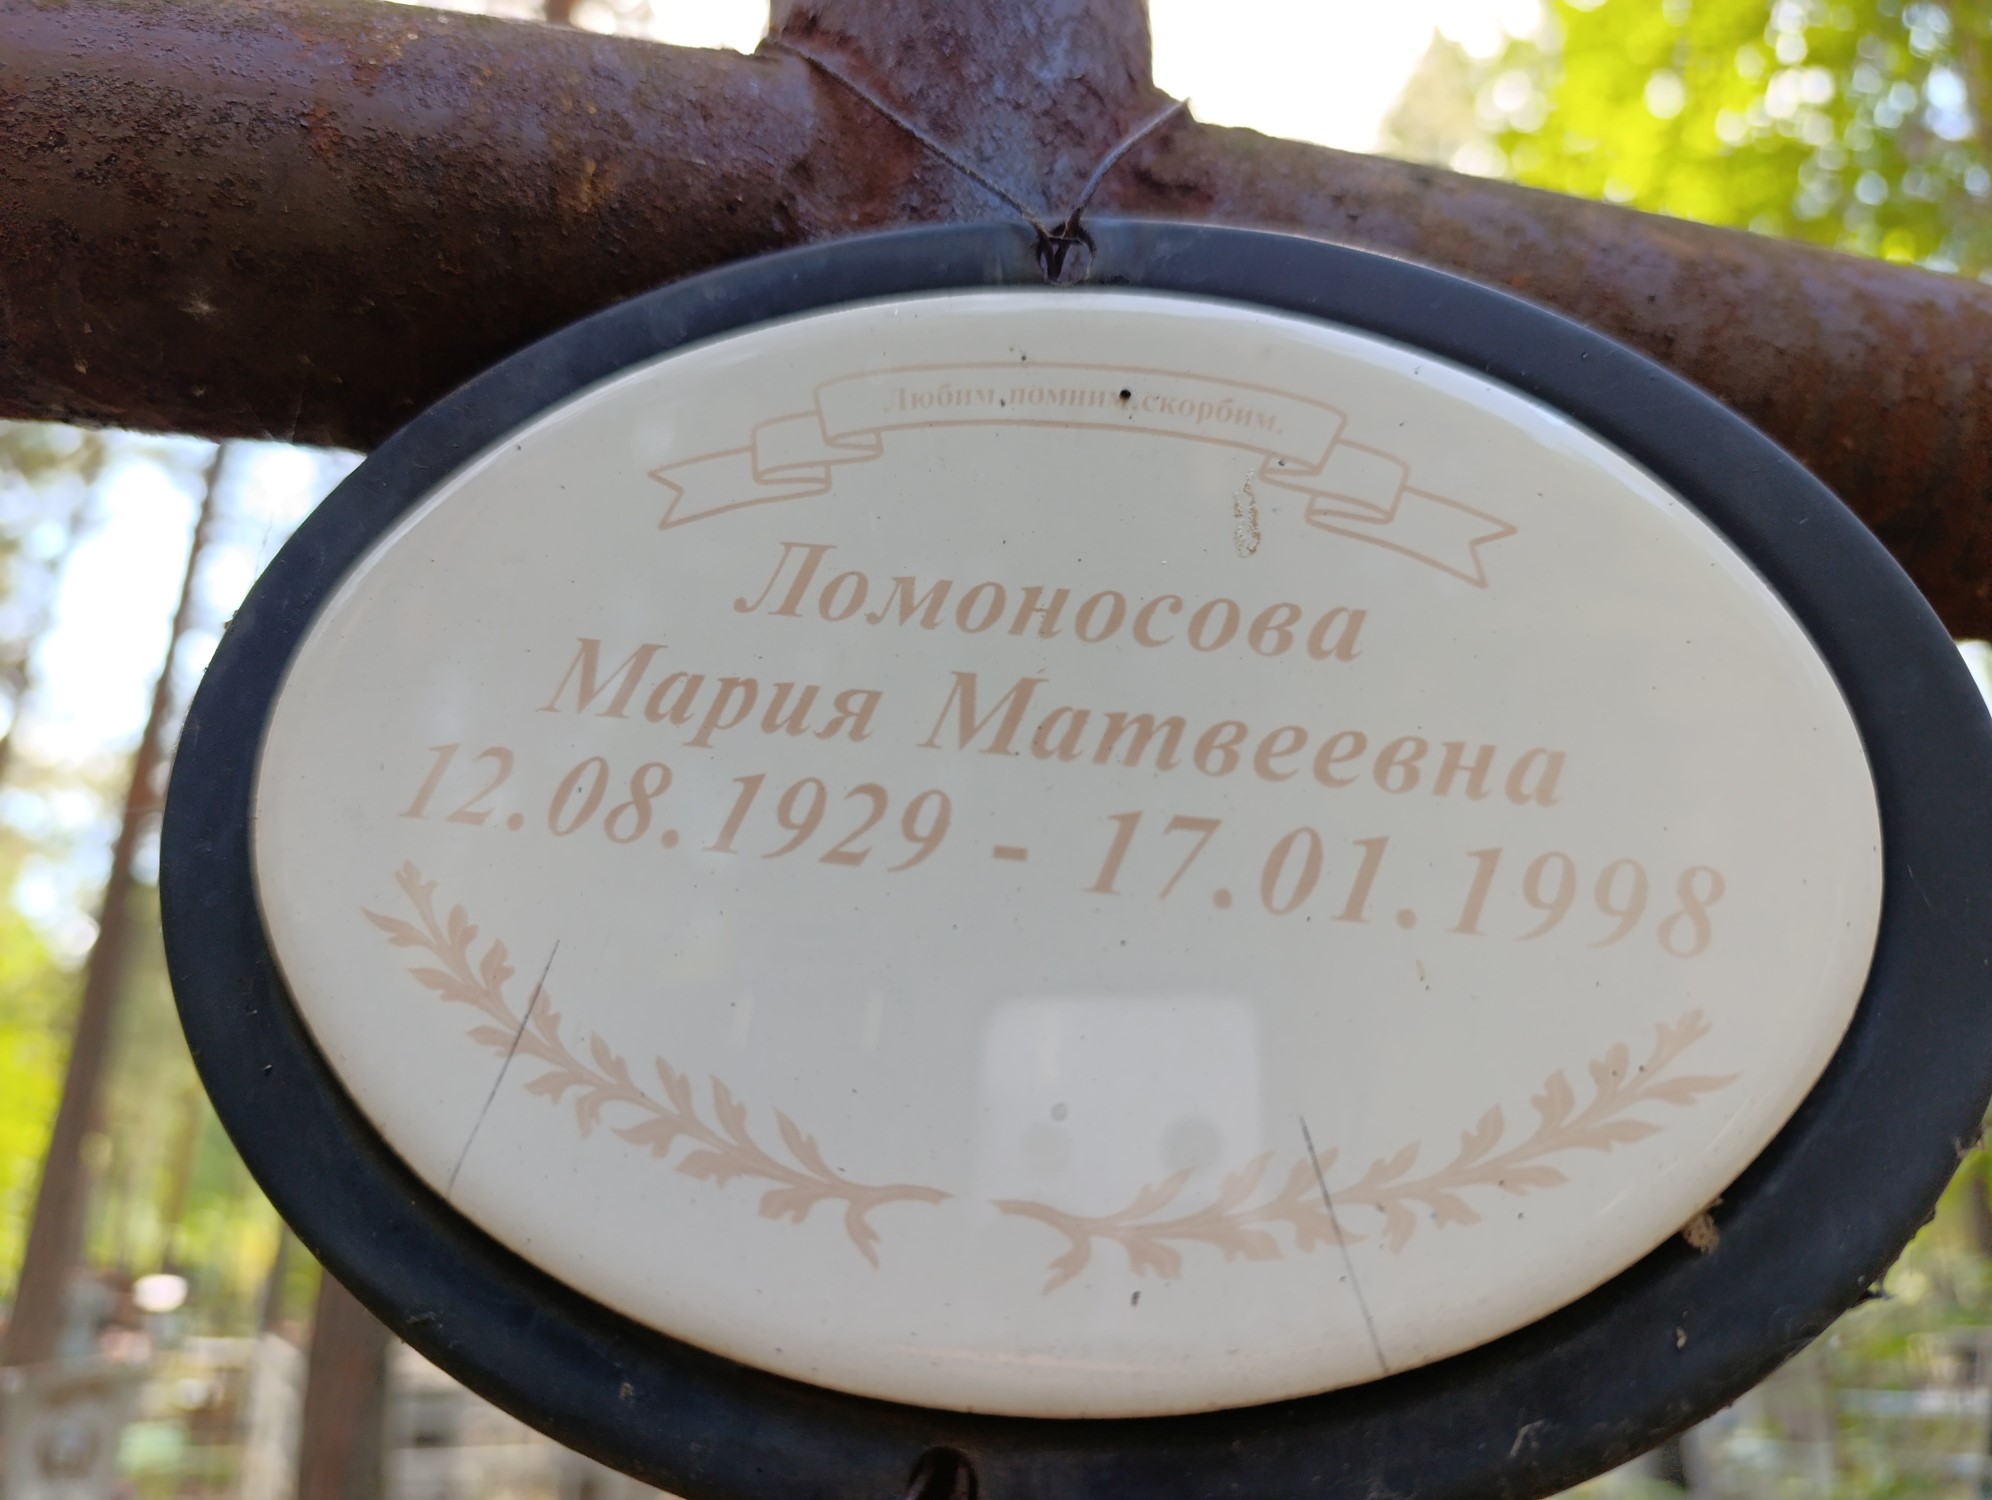 Любим,помним,скорбим.
Ломоносова
Мария Матвеевна
12.08.1929 - 17.01.1998